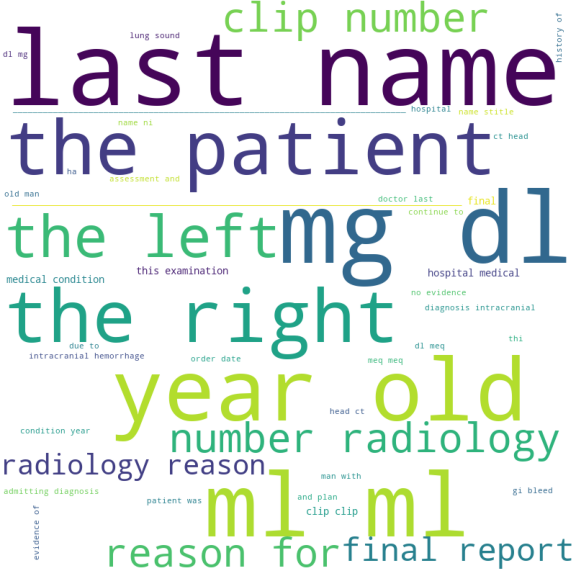 clip number
history of
lung sound
last name
dl mg
hospital
name stitle
name ni
the patient
ct head
ha
assessment and
old man
doctor last
final
continue to
the left
mg dl
this examination
hospital medical
medical condition
the right
no evidence
diagnosis intracranial
thi
due to
dl meq
intracranial hemorrhage
order date
meq meq
year old
head ct
condition year
number radiology
radiology reason
man with
ml ml
admitting diagnosis
gi bleed
and plan
patient was
clip clip
evidence of
reason for
final report